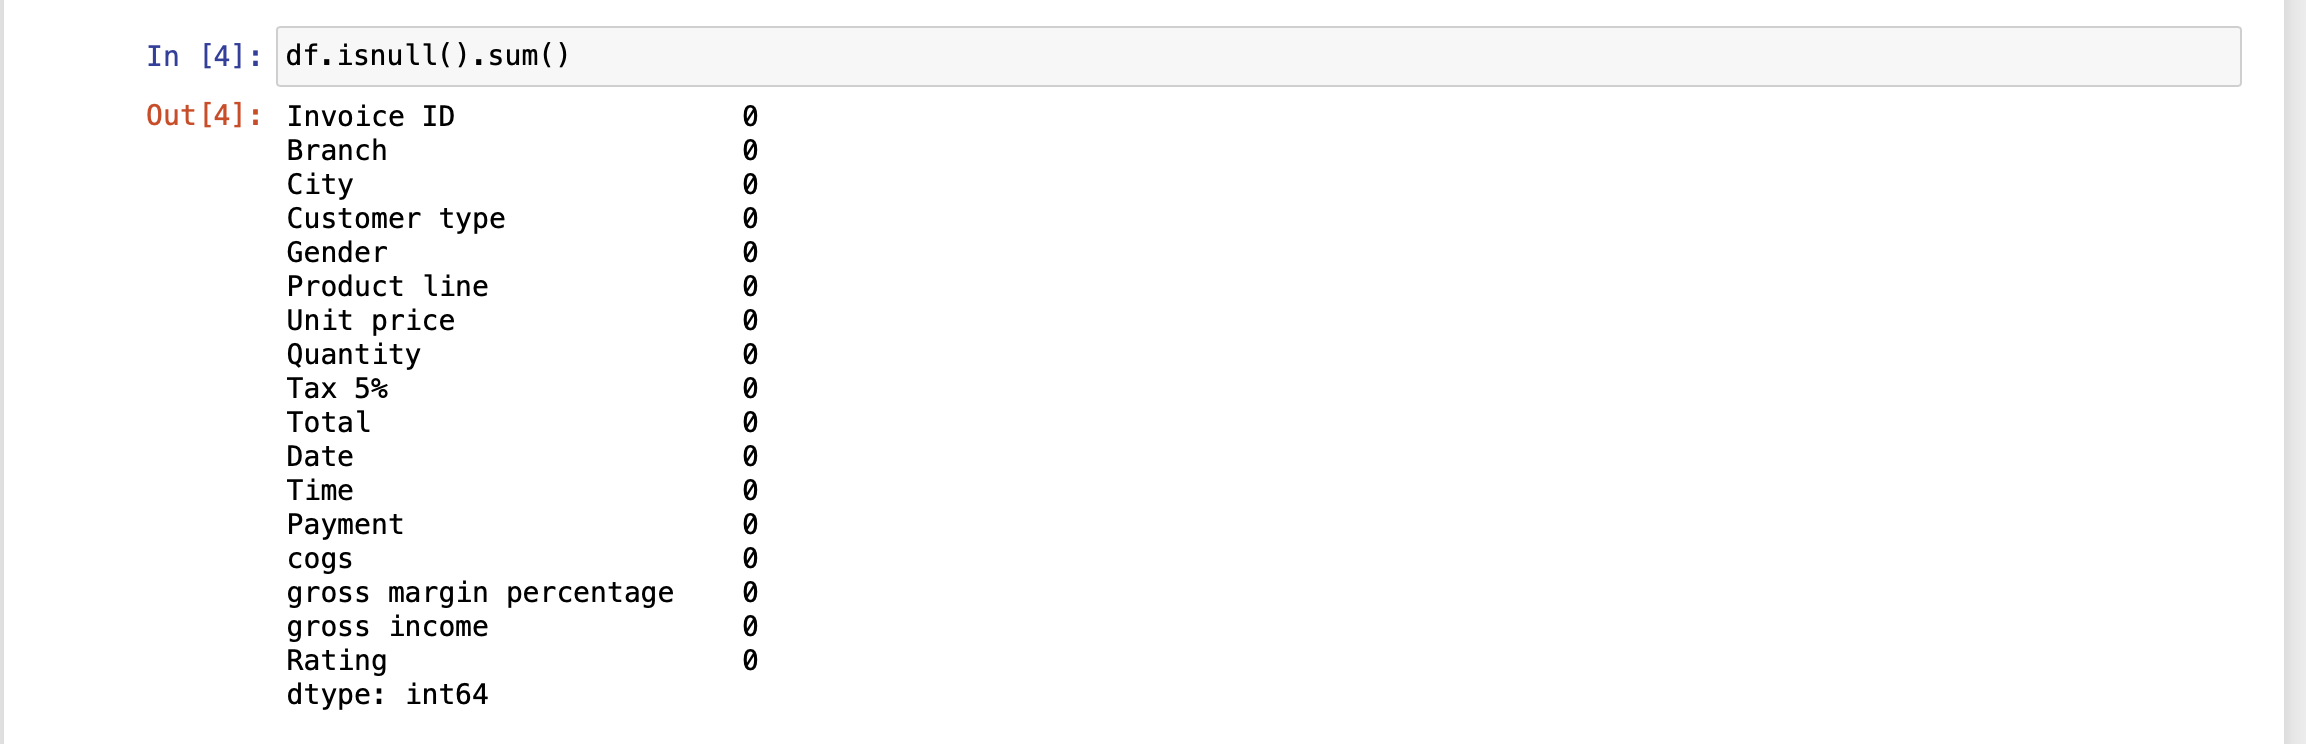 In [4]: df.isnull().sum()
Out[4]: Invoice ID 0
Branch 0
City 0
Customer type 0
Gender 0
Product line 0
Unit price 0
Quantity 0
Tax 5% 0
Total 0
Date 0
Time 0
Payment 0
cogs 0
gross margin percentage 0
gross income 0
Rating 0
dtype: int64